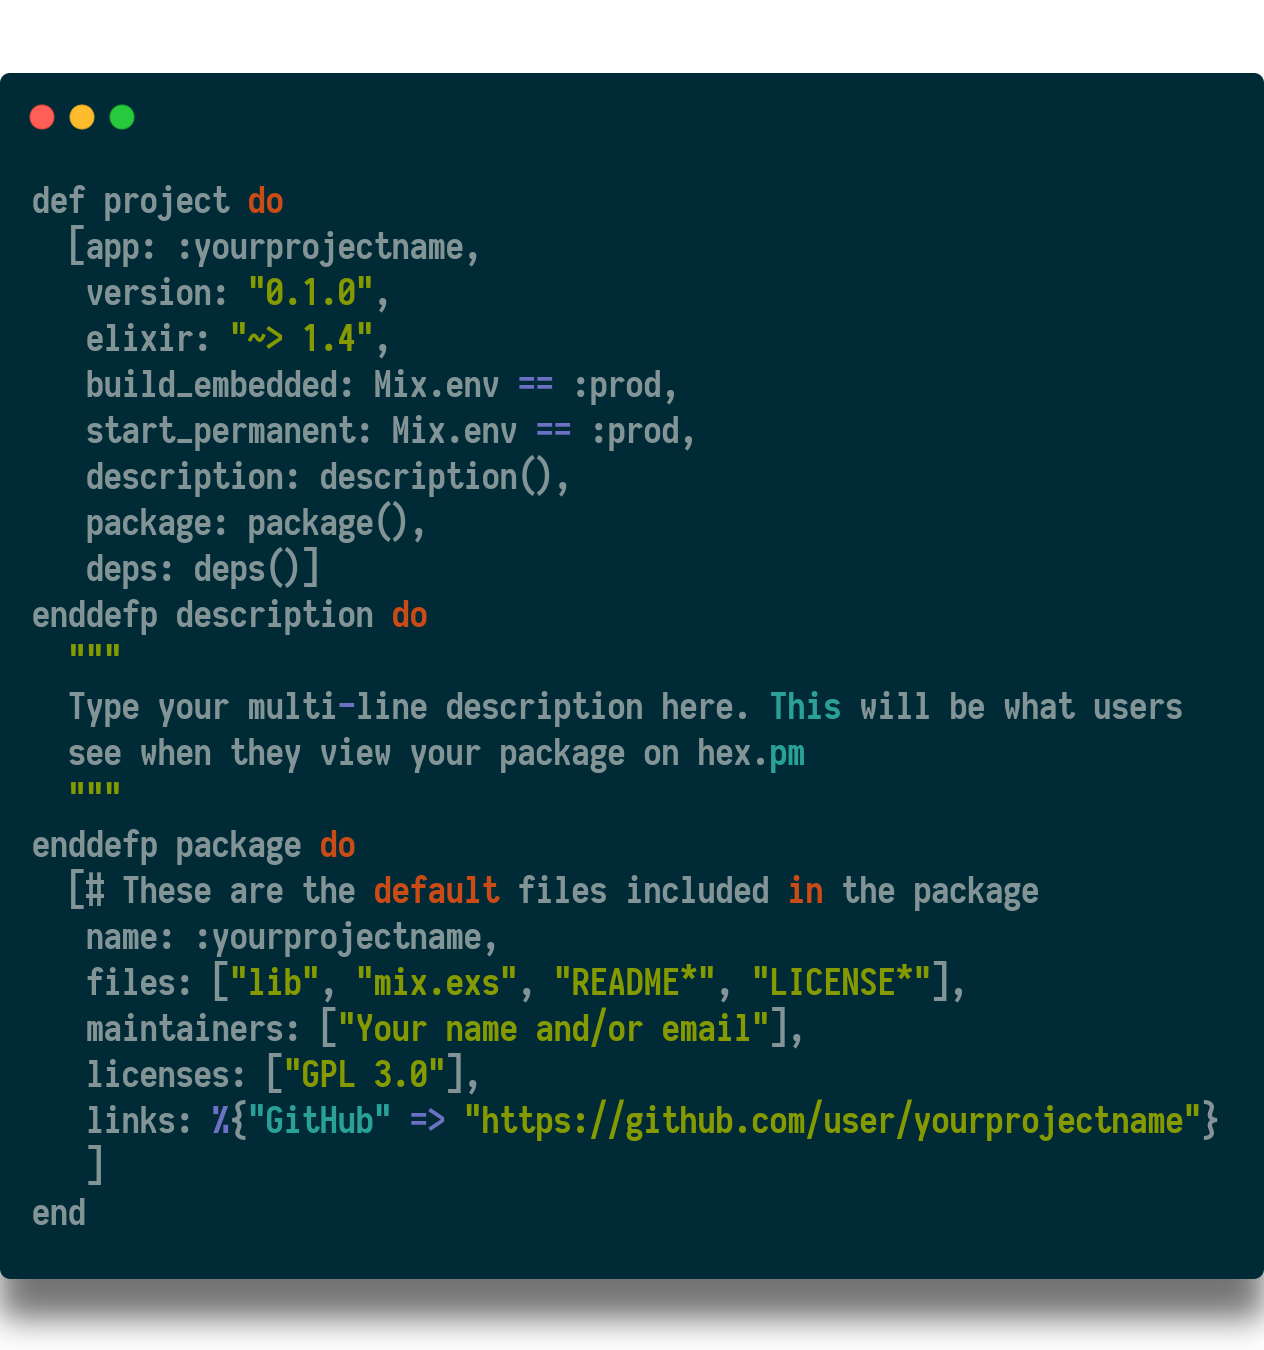 def project do
  [app: :yourprojectname,
   version: "0.1.0",
   elixir: "~> 1.4",
   build_embedded: Mix.env == :prod,
   start_permanent: Mix.env == :prod,
   description: description(),
   package: package(),
   deps: deps()]
enddefp description do
  """
  Type your multi-line description here. This will be what users
  see when they view your package on hex.pm
  """
enddefp package do
  [# These are the default files included in the package
   name: :yourprojectname,
   files: ["lib", "mix.exs", "README*", "LICENSE*"],
   maintainers: ["Your name and/or email"],
   licenses: ["GPL 3.0"],
   links: %{"GitHub" => "https://github.com/user/yourprojectname"}
   ]
end